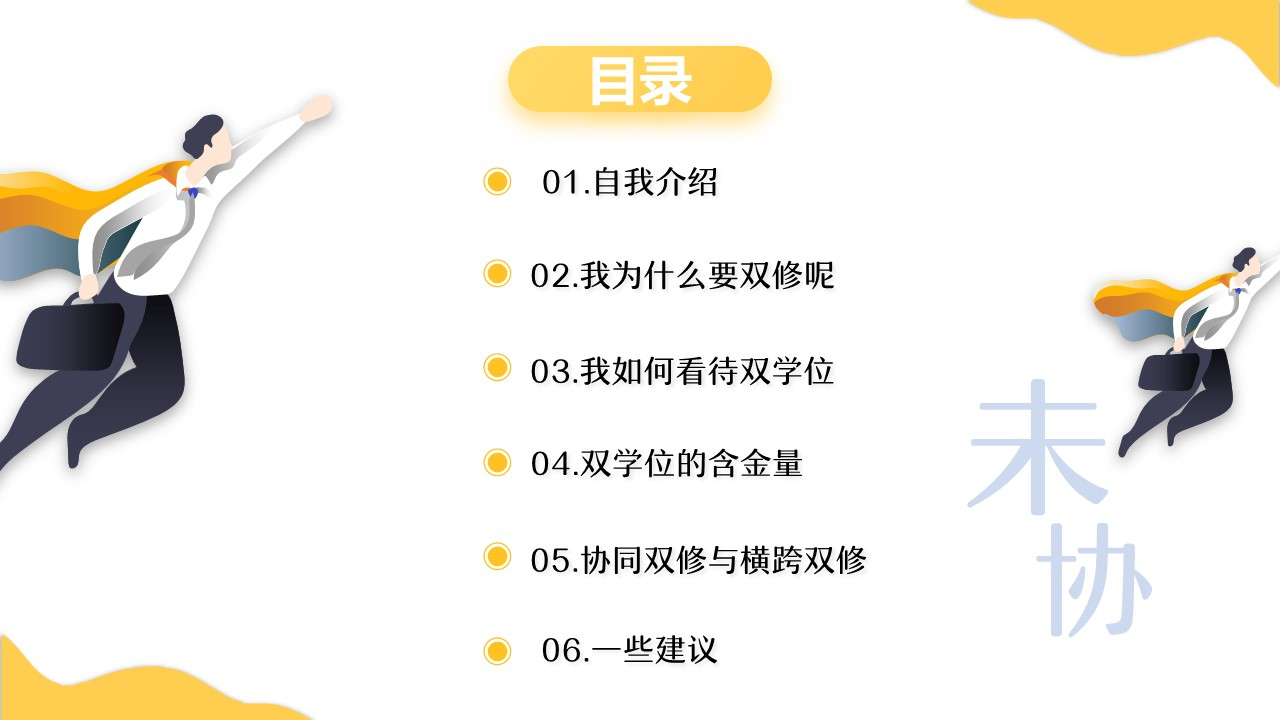 目录
01.自我介绍
02.我为什么要双修呢
03.我如何看待双学位
04.双学位的含金量
05.协同双修与横跨双修
06.一些建议
未
协